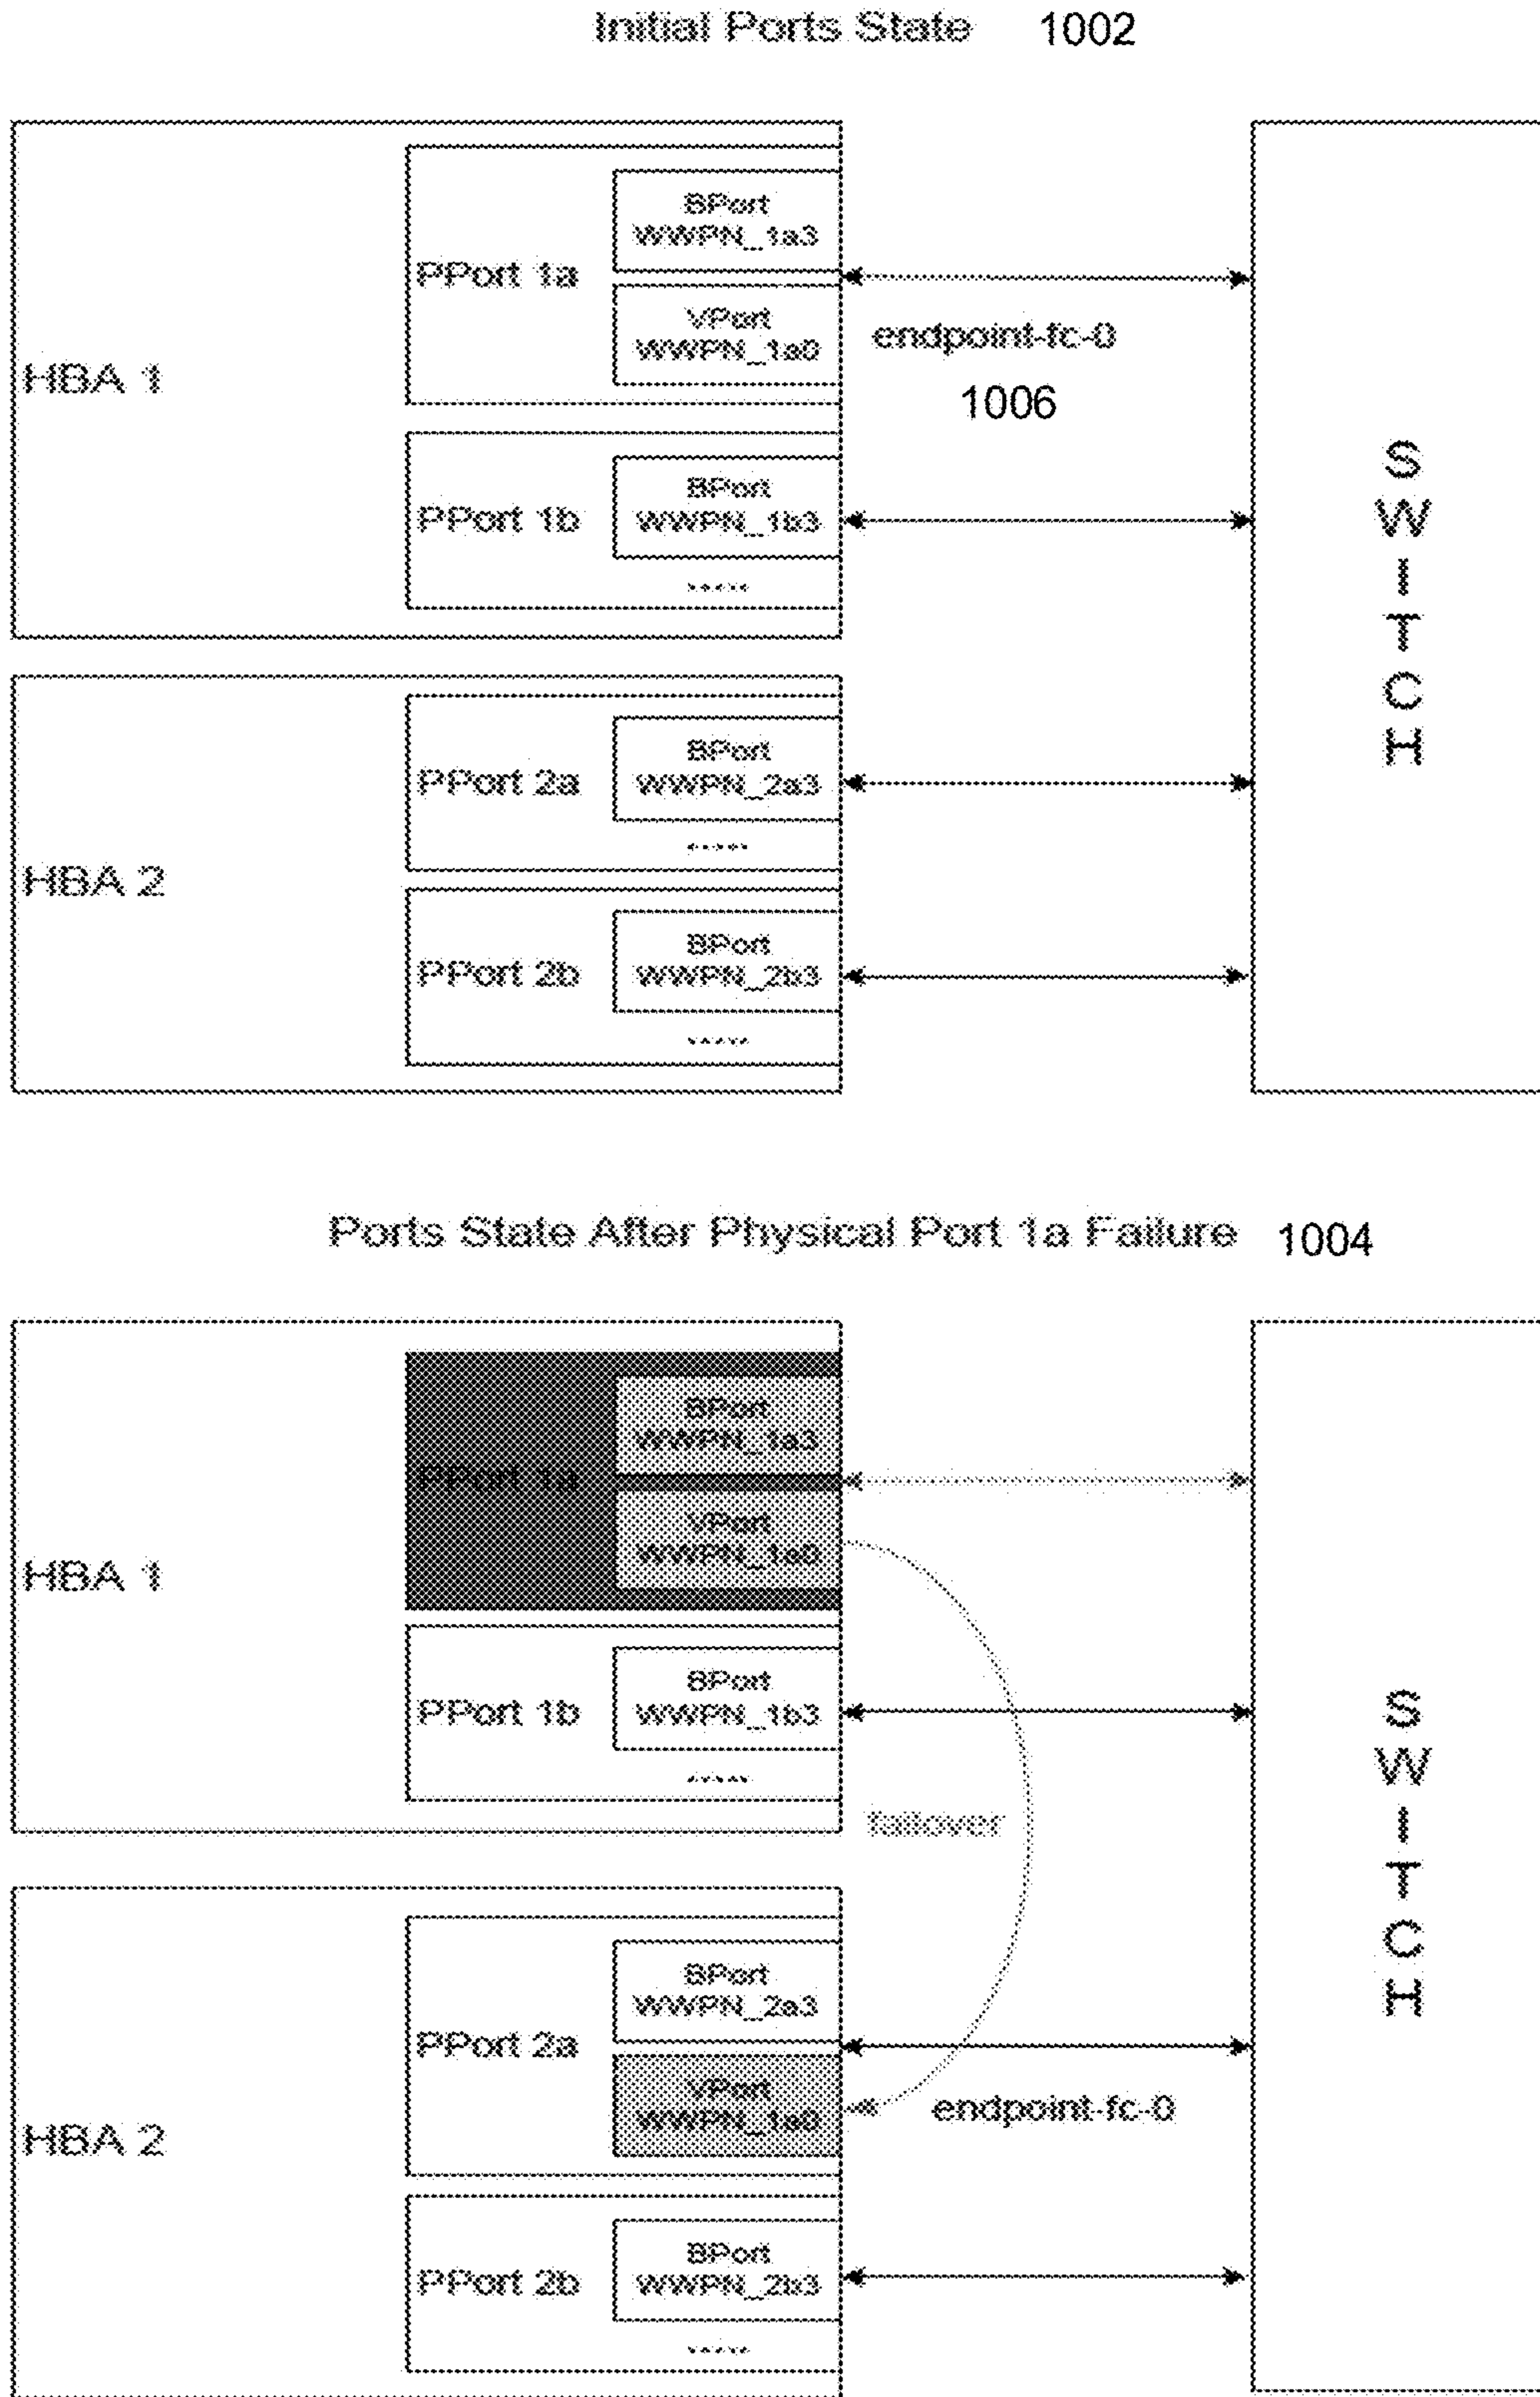 Initial Ports State 1002
HBA 1
PPort 1a
BPort
WWPN_1a3
VPort
WWPN_1a0
endpoint-fc-0
1006
PPort 1b
BPort
WWPN_1b3
.....
HBA 2
PPort 2a
BPort
WWPN_2a3
.....
PPort 2b
BPort
WWPN_2b3
.....
S
W
I
T
C
H
Ports State After Physical Port 1a Failure 1004
HBA 1
PPort 1a
BPort
WWPN_1a3
VPort
WWPN_1a0
PPort 1b
BPort
WWPN_1b3
.....
failover
HBA 2
PPort 2a
BPort
WWPN_2a3
VPort
WWPN_1a0
endpoint-fc-0
PPort 2b
BPort
WWPN_2b3
.....
S
W
I
T
C
H